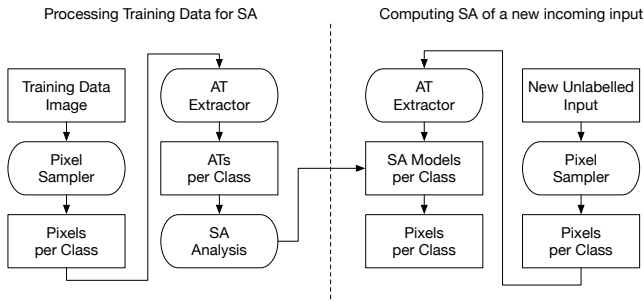 Processing Training Data for SA
Computing SA of a new incoming input
Training Data
Image
Pixel
Sampler
Pixels
per Class
AT
Extractor
ATs
per Class
SA
Analysis
AT
Extractor
SA Models
per Class
Pixels
per Class
New Unlabelled
Input
Pixel
Sampler
Pixels
per Class